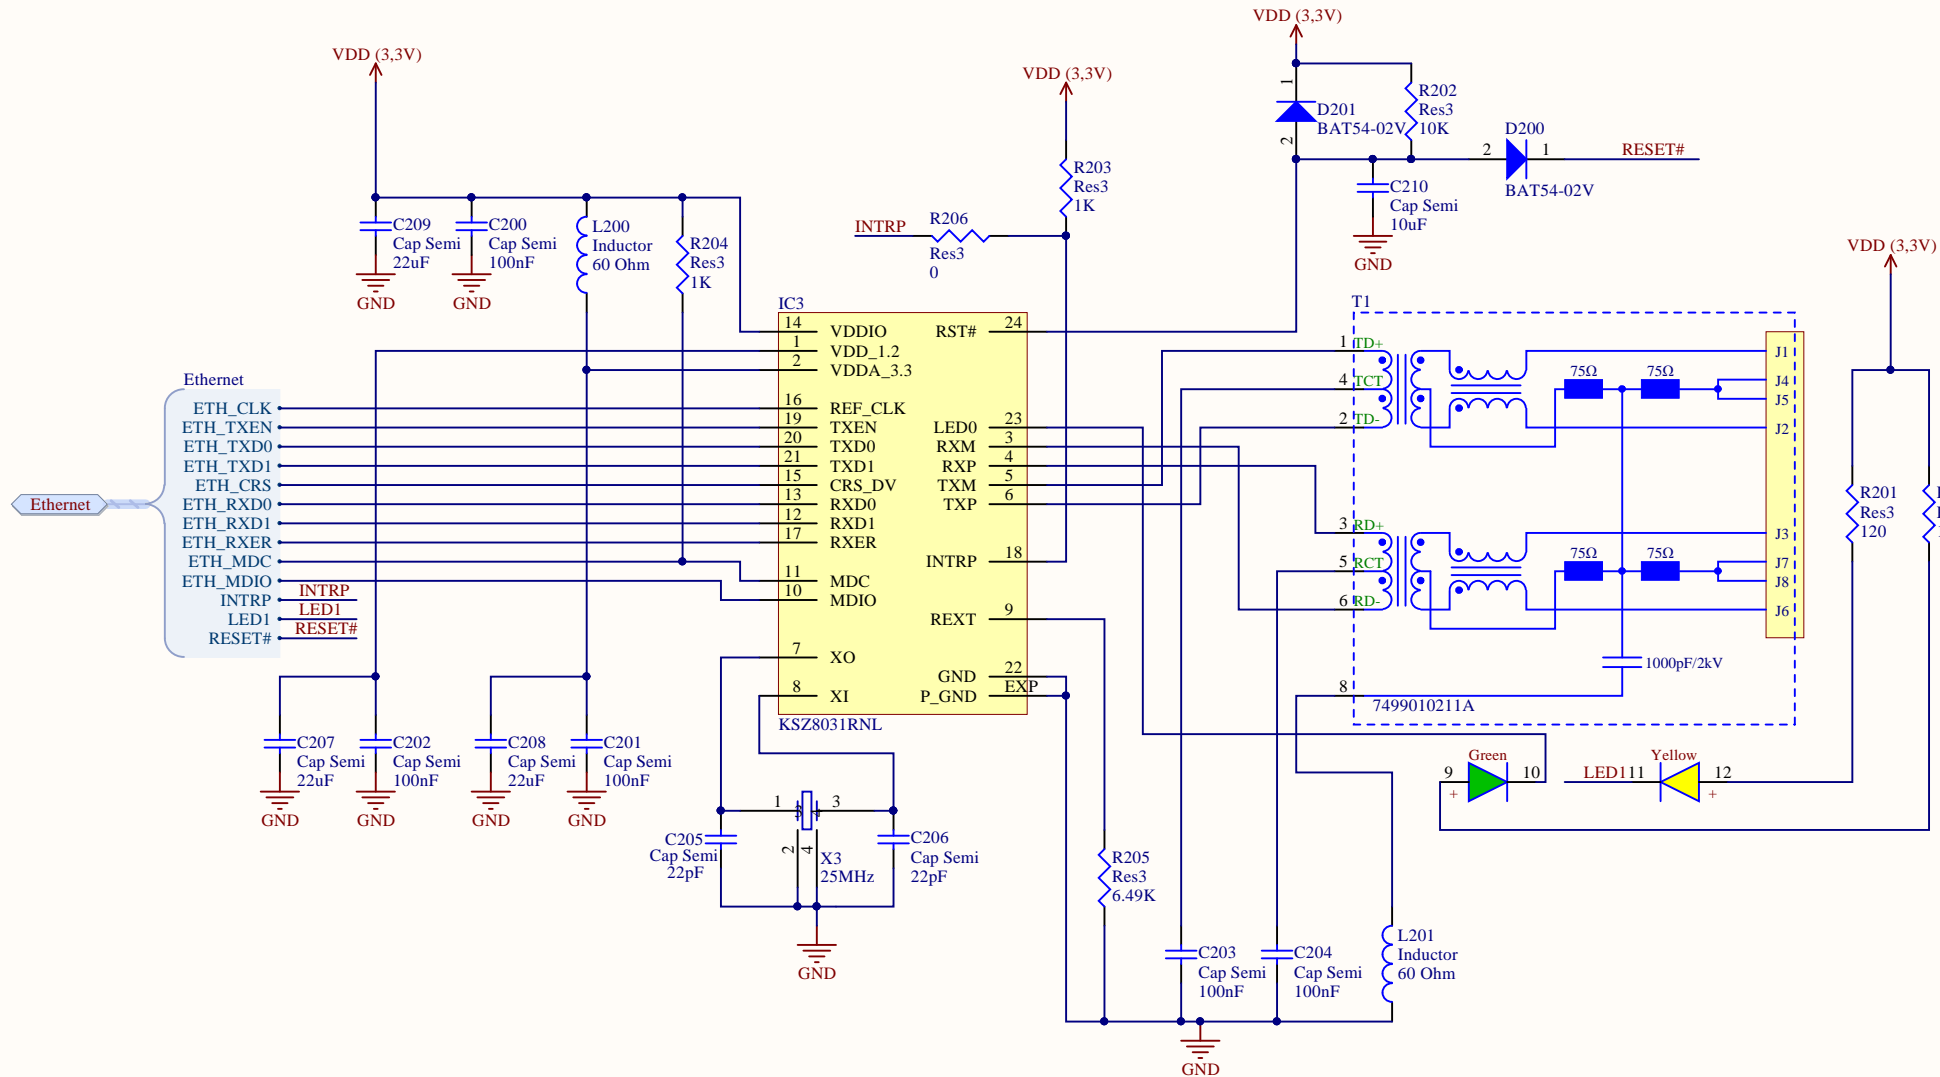 VDD (3,3V)
VDD (3,3V)
VDD (3,3V)
VDD (3,3V)
1
D201
BAT54-02V
2
R202
Res3
10K
D200
2
1
BAT54-02V
RESET#
C210
Cap Semi
10uF
GND
R203
Res3
1K
INTRP
R206
Res3
0
C209
Cap Semi
22uF
GND
C200
Cap Semi
100nF
GND
L200
Inductor
60 Ohm
R204
Res3
1K
Ethernet
Ethernet
ETH_CLK
ETH_TXEN
ETH_TXD0
ETH_TXD1
ETH_CRS
ETH_RXD0
ETH_RXD1
ETH_RXER
ETH_MDC
ETH_MDIO
INTRP
LED1
RESET#
INTRP
LED1
RESET#
IC3
14 VDDIO
1 VDD_1.2
2 VDDA_3.3
16 REF_CLK
19 TXEN
20 TXD0
21 TXD1
15 CRS_DV
13 RXD0
12 RXD1
17 RXER
11 MDC
10 MDIO
7 XO
8 XI
RST# 24
LED0 23
RXM 3
RXP 4
TXM 5
TXP 6
INTRP 18
REXT 9
GND 22
P_GND EXP
KSZ8031RNL
T1
1 TD+
4 TCT
2 TD-
3 RD+
5 RCT
6 RD-
8
75Ω
75Ω
75Ω
75Ω
J1
J4
J5
J2
J3
J7
J8
J6
1000pF/2kV
7499010211A
R201
Res3
120
C207
Cap Semi
22uF
GND
C202
Cap Semi
100nF
GND
C208
Cap Semi
22uF
GND
C201
Cap Semi
100nF
GND
C205
Cap Semi
22pF
1
3
2
4
X3
25MHz
C206
Cap Semi
22pF
GND
Green
9
10
+
LED1
11
Yellow
12
+
R205
Res3
6.49K
C203
Cap Semi
100nF
C204
Cap Semi
100nF
L201
Inductor
60 Ohm
GND